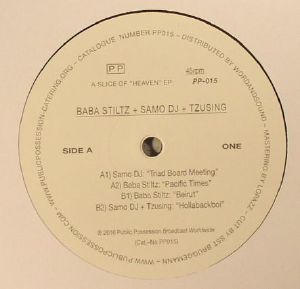 WWW.PUBLICPOSSESSION-CATERING.ORG – CATALOGUE NUMBER PP015 – DISTRIBUTED BY WORDANDSOUND – MASTERING BY LOPAZZ – CUT BY SST BRÜGGEMANN – WWW.PUBLICPOSSESSION.COM –
PP
45rpm
A SLICE OF "HEAVEN" EP
PP-015
BABA STILTZ + SAMO DJ + TZUSING
SIDE A
ONE
A1) Samo DJ: "Triad Board Meeting"
A2) Baba Stiltz: "Pacific Times"
B1) Baba Stiltz: "Beirut"
B2) Samo DJ + Tzusing: "Hollabackboi"
℗ 2016 Public Possession Broadcast Worldwide
(Cat.-No PP015)